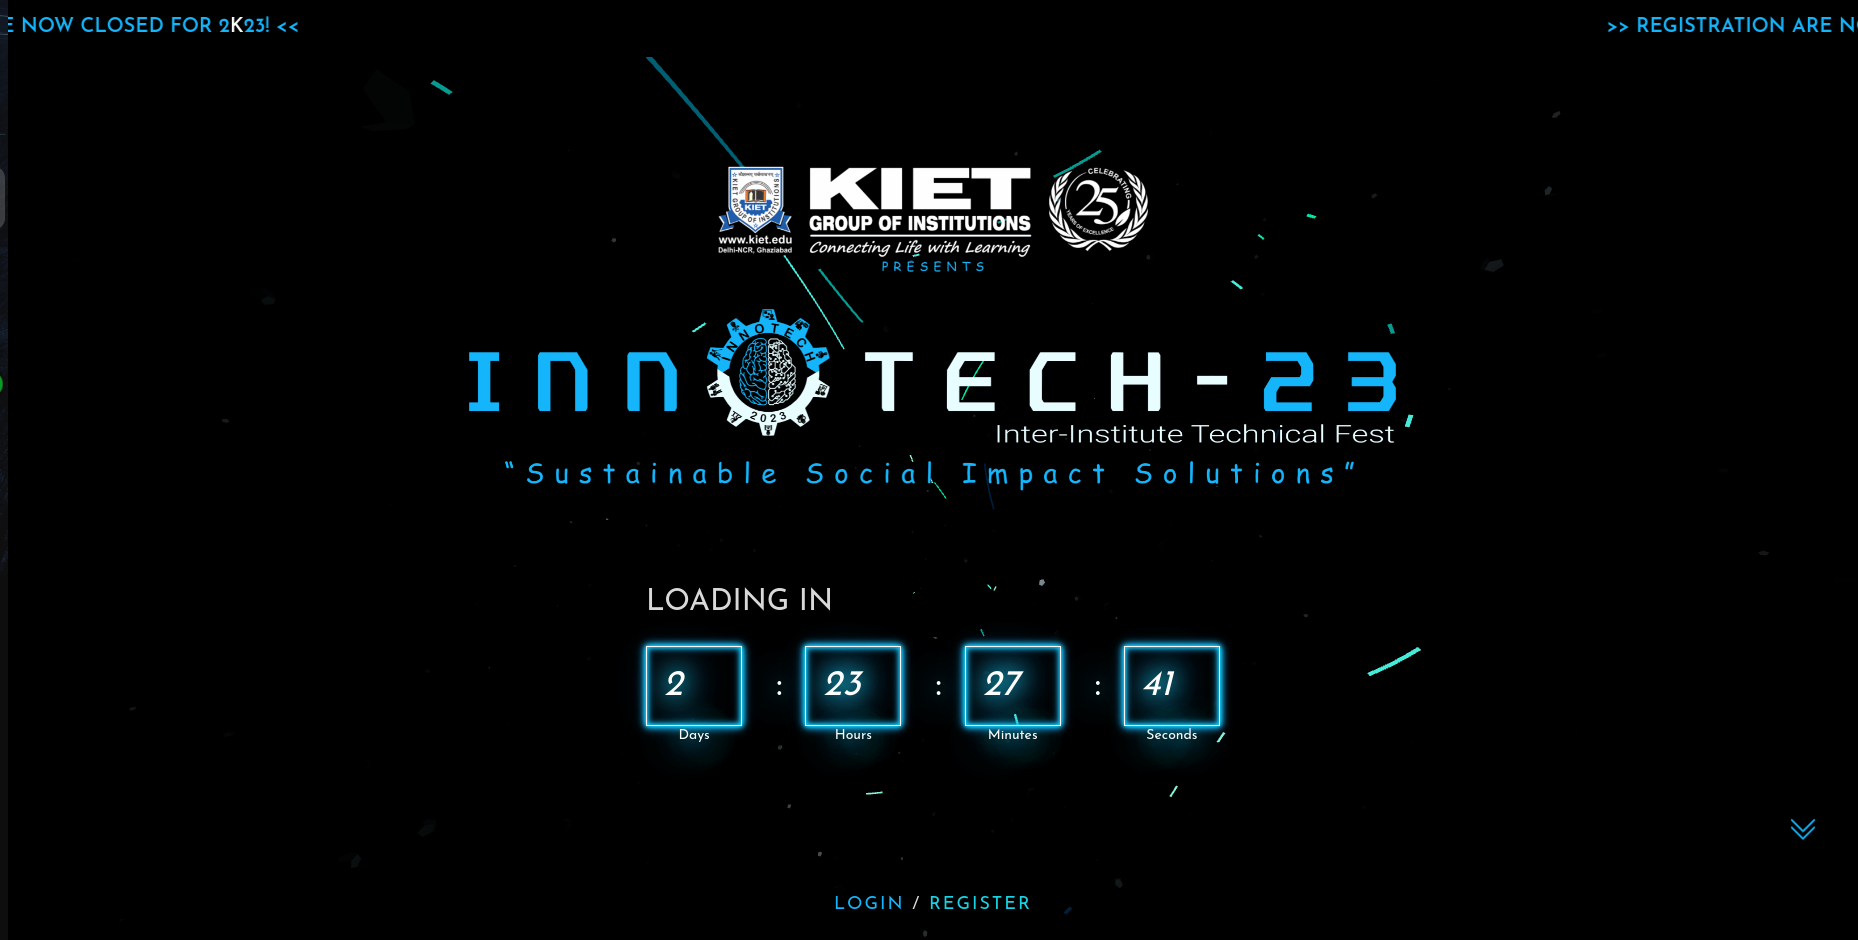 E NOW CLOSED FOR 2K23! <<
>> REGISTRATION ARE NO
KIET GROUP OF INSTITUTIONS
KIET
www.kiet.edu
Delhi-NCR, Ghaziabad
KIET
GROUP OF INSTITUTIONS
Connecting Life with Learning
CELEBRATING
25
YEARS OF EXCELLENCE
PRESENTS
INN TECH-23
INNOTECH
2023
Inter-Institute Technical Fest
“Sustainable Social Impact Solutions”
LOADING IN
2 : 23 : 27 : 41
Days Hours Minutes Seconds
LOGIN / REGISTER